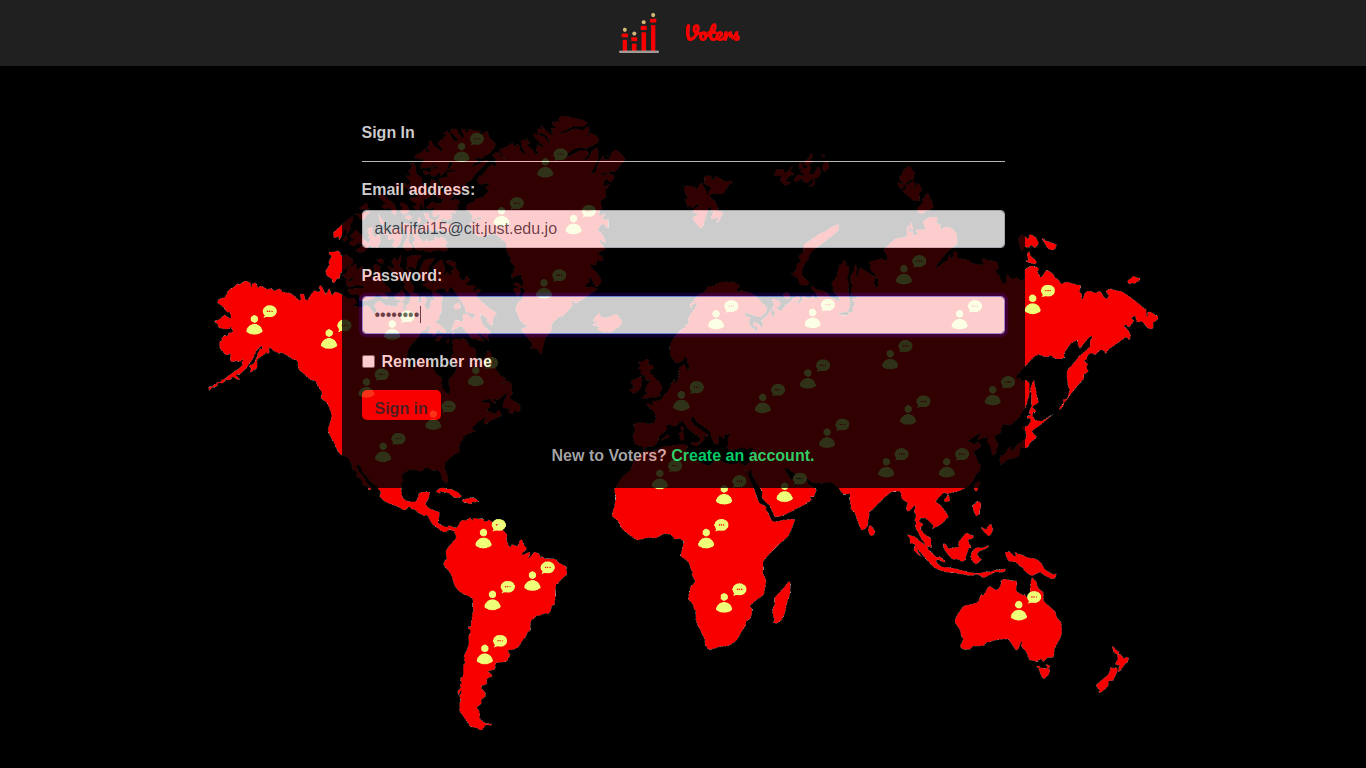 Voters
Sign In
Email address:
akalrifai15@cit.just.edu.jo
Password:
••••••••
Remember me
Sign in
New to Voters? Create an account.